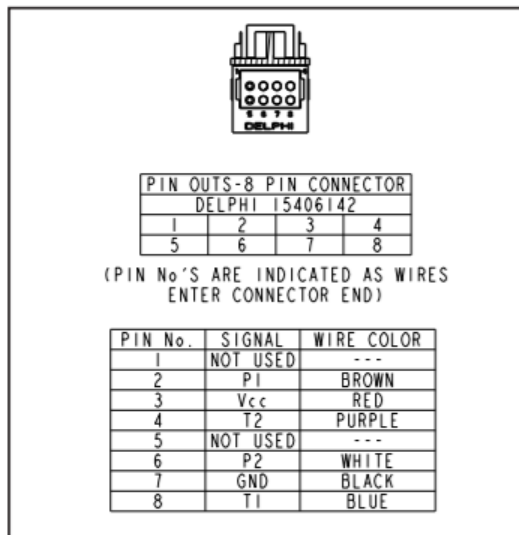 5 6 7 8
DELPHI
PIN OUTS-8 PIN CONNECTOR
DELPHI 15406142
1 2 3 4
5 6 7 8
(PIN No'S ARE INDICATED AS WIRES
ENTER CONNECTOR END)
PIN No. SIGNAL WIRE COLOR
1 NOT USED ---
2 P1 BROWN
3 Vcc RED
4 T2 PURPLE
5 NOT USED ---
6 P2 WHITE
7 GND BLACK
8 T1 BLUE